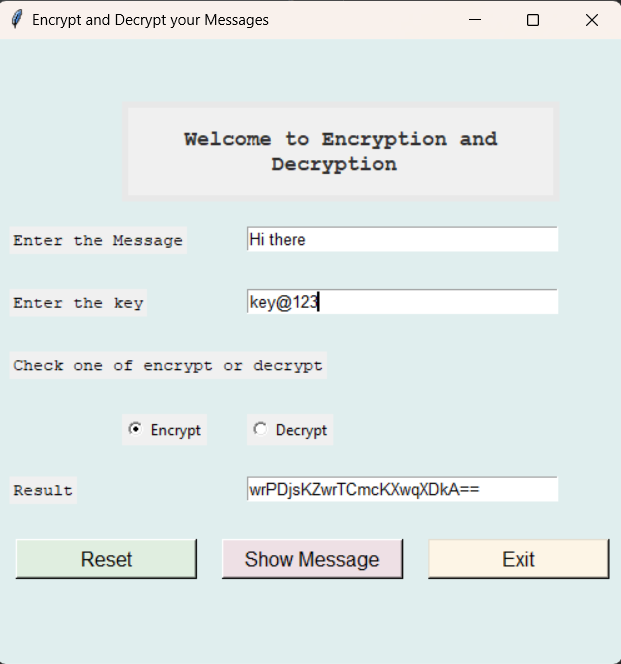 Encrypt and Decrypt your Messages
Welcome to Encryption and
Decryption
Enter the Message
Hi there
Enter the key
key@123
Check one of encrypt or decrypt
Encrypt
Decrypt
Result
wrPDjsKZwrTCmcKXwqXDkA==
Reset
Show Message
Exit